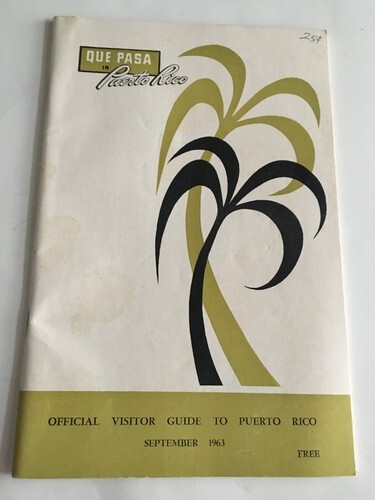 25¢
QUE PASA
IN
Puerto Rico
OFFICIAL VISITOR GUIDE TO PUERTO RICO
SEPTEMBER 1963
FREE